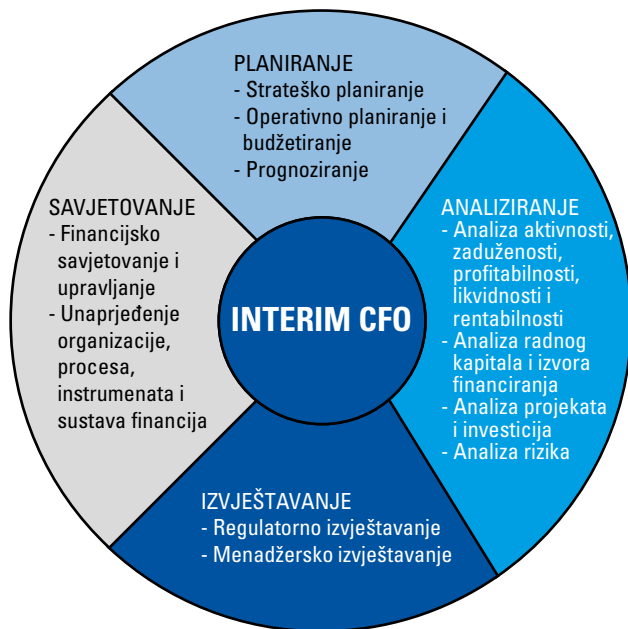 PLANIRANJE
- Strateško planiranje
- Operativno planiranje i
budžetiranje
- Prognoziranje
SAVJETOVANJE
- Financijsko
savjetovanje i
upravljanje
- Unaprjeđenje
organizacije,
procesa,
instrumenata i
sustava financija
INTERIM CFO
ANALIZIRANJE
- Analiza aktivnosti,
zaduženosti,
profitabilnosti,
likvidnosti i
rentabilnosti
- Analiza radnog
kapitala i izvora
financiranja
- Analiza projekata
i investicija
- Analiza rizika
IZVJEŠTAVANJE
- Regulatorno izvještavanje
- Menadžersko izvještavanje